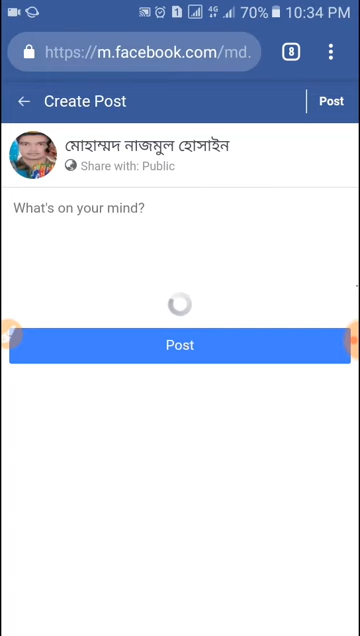 4G 70% 10:34 PM
https://m.facebook.com/md. 8
Create Post Post
মোহাম্মদ নাজমুল হোসাইন
Share with: Public
What's on your mind?
Post